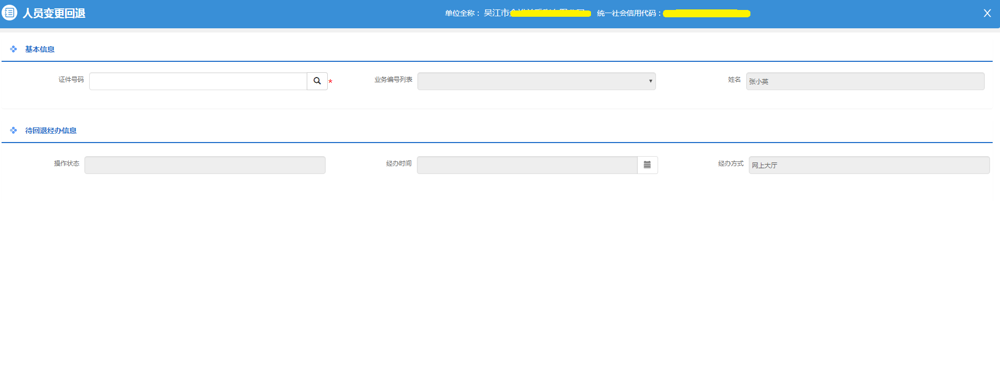 人员变更回退
单位全称： 吴江市
统一社会信用代码：
X
基本信息
证件号码
*
业务编号列表
姓名
张小英
待回退经办信息
操作状态
经办时间
经办方式
网上大厅